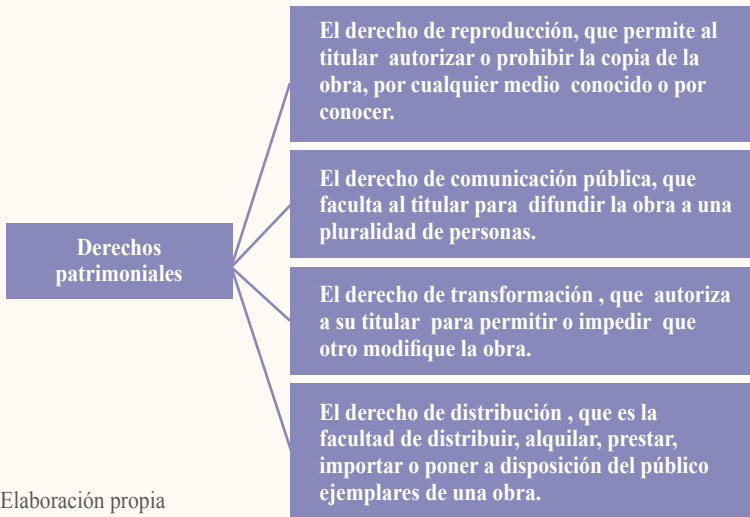 Derechos
patrimoniales
El derecho de reproducción, que permite al
titular autorizar o prohibir la copia de la
obra, por cualquier medio conocido o por
conocer.
El derecho de comunicación pública, que
faculta al titular para difundir la obra a una
pluralidad de personas.
El derecho de transformación , que autoriza
a su titular para permitir o impedir que
otro modifique la obra.
El derecho de distribución , que es la
facultad de distribuir, alquilar, prestar,
importar o poner a disposición del público
ejemplares de una obra.
Elaboración propia